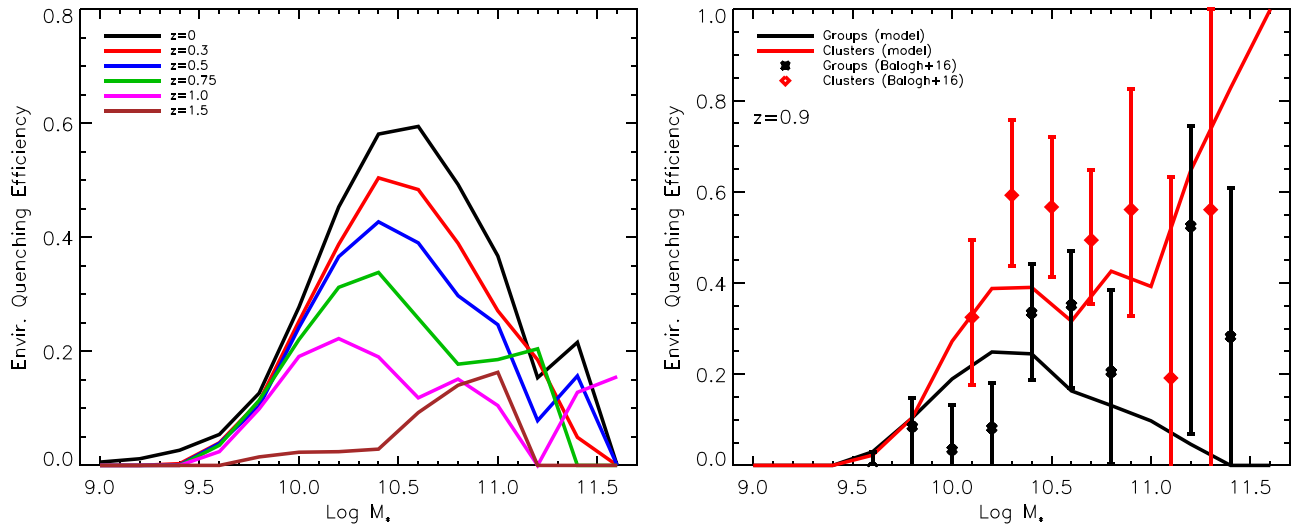 0.8
0.6
0.4
0.2
0.0
Envir. Quenching Efficiency
z=0
z=0.3
z=0.5
z=0.75
z=1.0
z=1.5
9.0 9.5 10.0 10.5 11.0 11.5
Log M*
1.0
0.8
0.6
0.4
0.2
0.0
Envir. Quenching Efficiency
Groups (model)
Clusters (model)
Groups (Balogh+16)
Clusters (Balogh+16)
z=0.9
9.0 9.5 10.0 10.5 11.0 11.5
Log M*